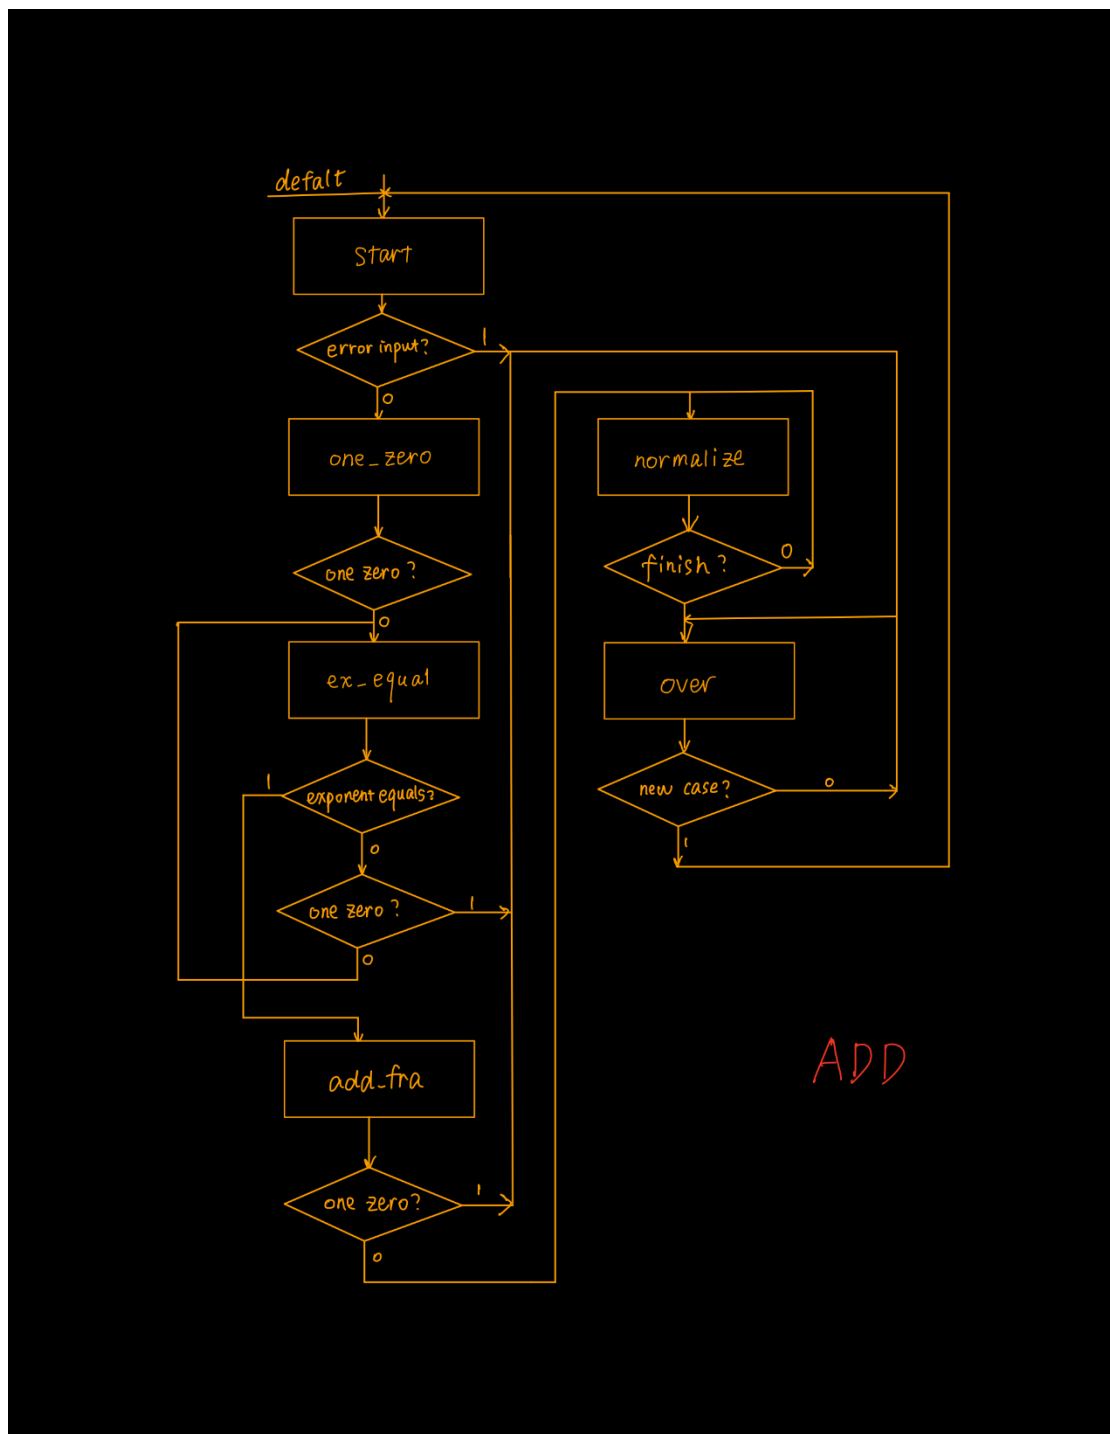 defalt
start
error input?
1
0
one_zero
one zero ?
0
ex_equal
exponent equals?
1
0
one zero ?
1
0
add_fra
one zero?
1
0
normalize
finish ?
0
over
new case?
0
1
ADD